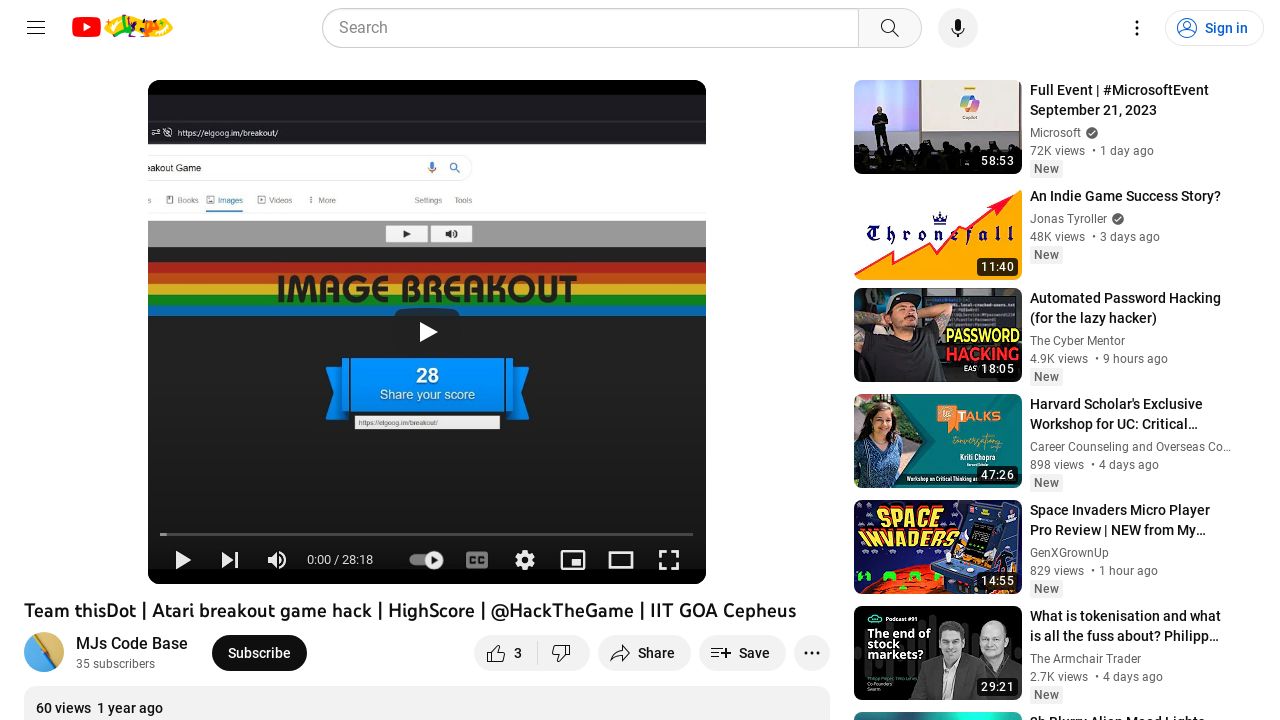 Search
Sign in
https://elgoog.im/breakout/
eakout Game
Books
Images
Videos
More
Settings
Tools
IMAGE BREAKOUT
28
Share your score
https://elgoog.im/breakout/
0:00 / 28:18
CC
Team thisDot | Atari breakout game hack | HighScore | @HackTheGame | IIT GOA Cepheus
MJs Code Base
35 subscribers
Subscribe
3
Share
Save
60 views 1 year ago
Copilot
58:53
Full Event | #MicrosoftEvent
September 21, 2023
Microsoft
72K views • 1 day ago
New
Thronefall
11:40
An Indie Game Success Story?
Jonas Tyroller
48K views • 3 days ago
New
PASSWORD
HACKING
18:05
Automated Password Hacking
(for the lazy hacker)
The Cyber Mentor
4.9K views • 9 hours ago
New
TALKS
Kriti Chopra
47:26
Harvard Scholar's Exclusive
Workshop for UC: Critical…
Career Counseling and Overseas Co...
898 views • 4 days ago
New
SPACE
INVADERS
14:55
Space Invaders Micro Player
Pro Review | NEW from My…
GenXGrownUp
829 views • 1 hour ago
New
Podcast #91
The end of
stock
markets?
29:21
What is tokenisation and what
is all the fuss about? Philipp…
The Armchair Trader
2.7K views • 4 days ago
New